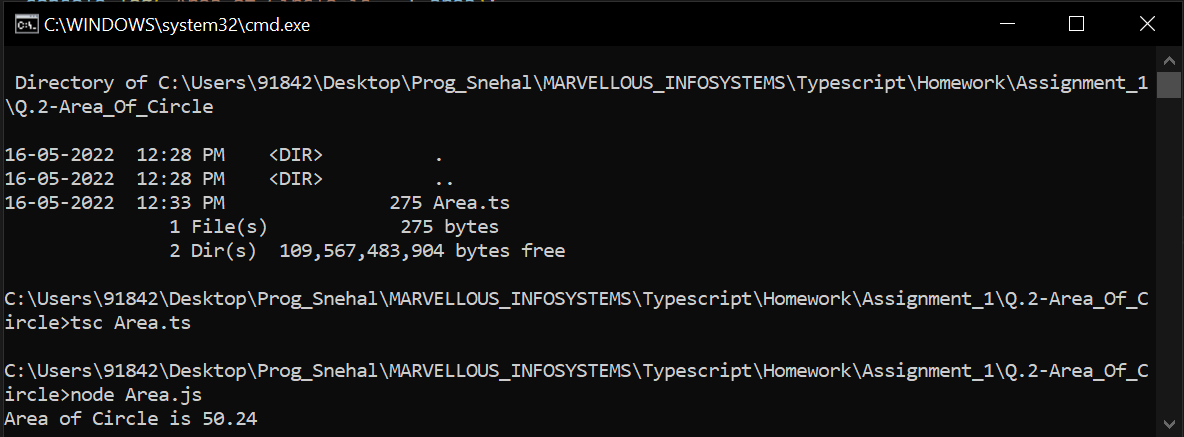 C:\WINDOWS\system32\cmd.exe
Directory of C:\Users\91842\Desktop\Prog_Snehal\MARVELLOUS_INFOSYSTEMS\Typescript\Homework\Assignment_1
\Q.2-Area_Of_Circle
16-05-2022  12:28 PM    <DIR>          .
16-05-2022  12:28 PM    <DIR>          ..
16-05-2022  12:33 PM               275 Area.ts
               1 File(s)            275 bytes
               2 Dir(s)  109,567,483,904 bytes free
C:\Users\91842\Desktop\Prog_Snehal\MARVELLOUS_INFOSYSTEMS\Typescript\Homework\Assignment_1\Q.2-Area_Of_C
ircle>tsc Area.ts
C:\Users\91842\Desktop\Prog_Snehal\MARVELLOUS_INFOSYSTEMS\Typescript\Homework\Assignment_1\Q.2-Area_Of_C
ircle>node Area.js
Area of Circle is 50.24